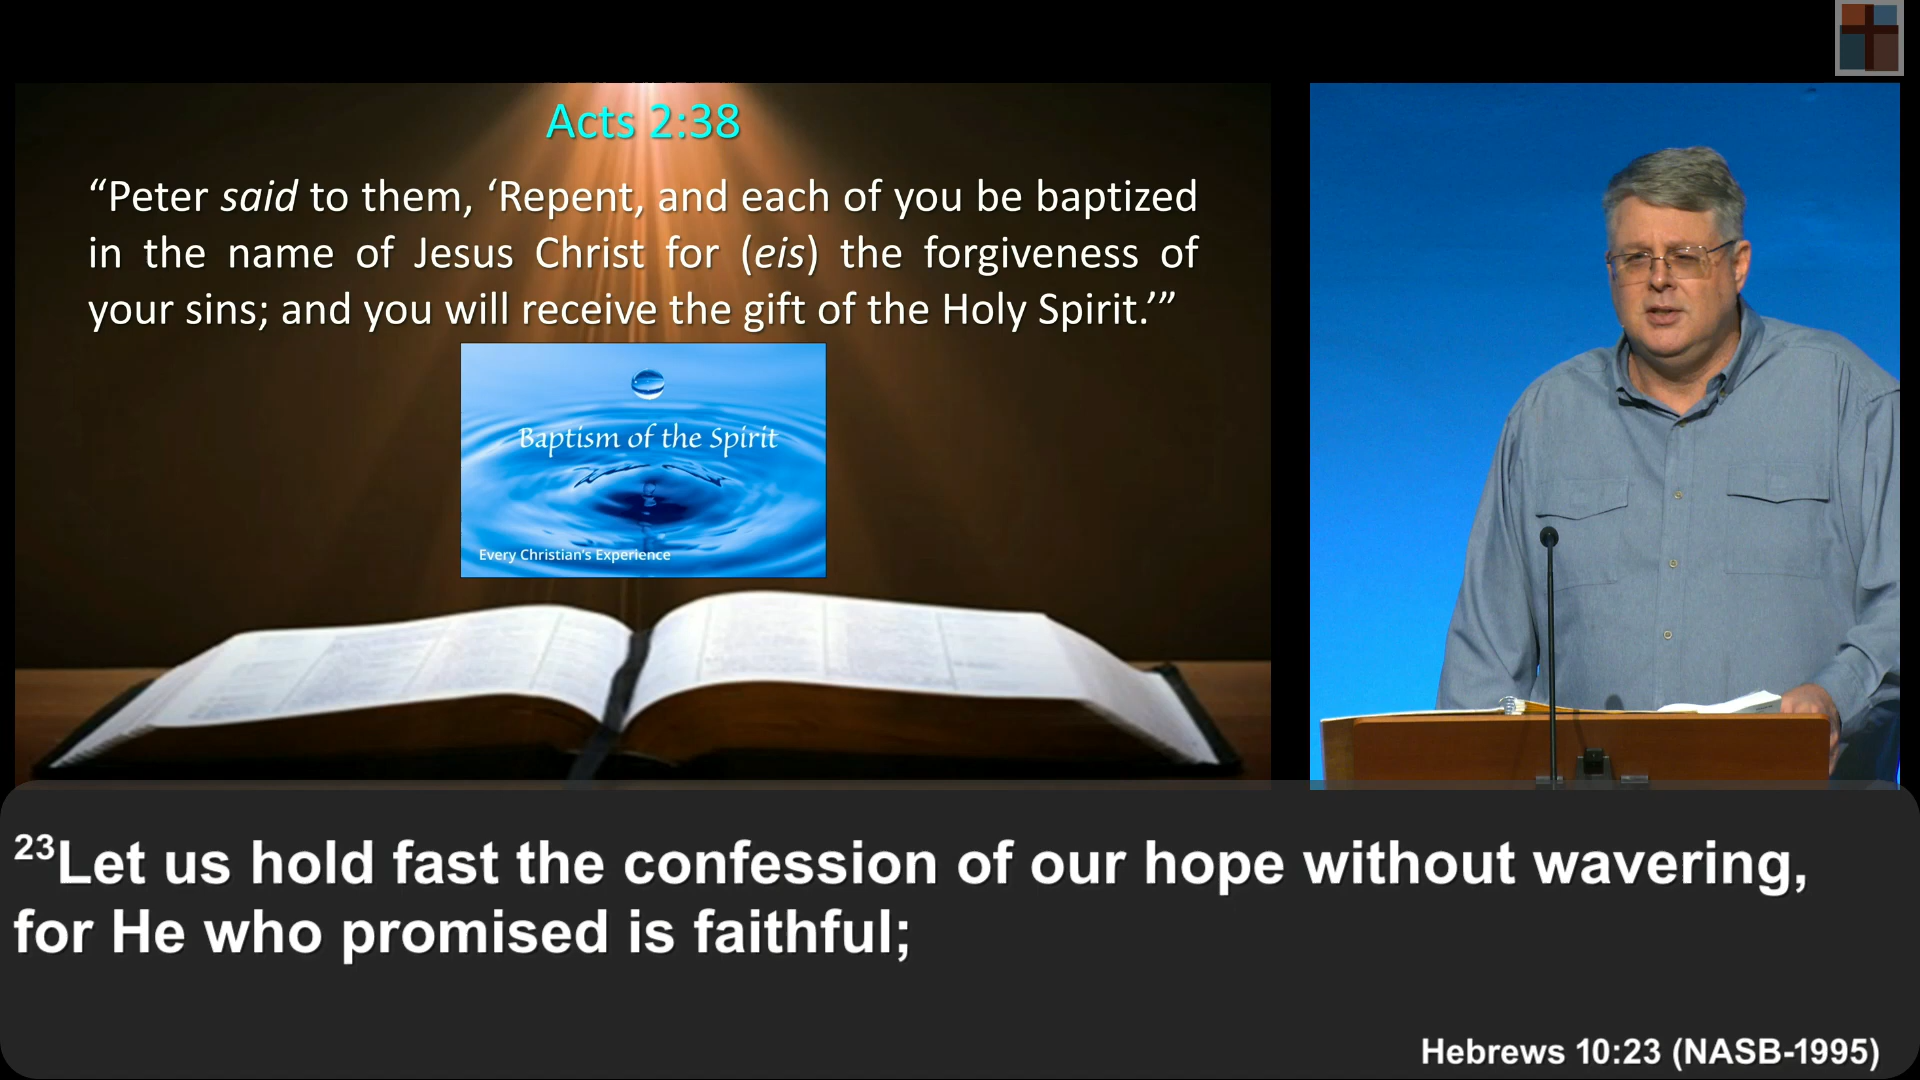 Acts 2:38
“Peter said to them, ‘Repent, and each of you be baptized
in the name of Jesus Christ for (eis) the forgiveness of
your sins; and you will receive the gift of the Holy Spirit.’”
Baptism of the Spirit
Every Christian's Experience
23Let us hold fast the confession of our hope without wavering,
for He who promised is faithful;
Hebrews 10:23 (NASB-1995)